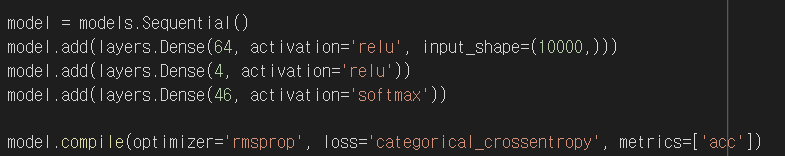 model = models.Sequential()
model.add(layers.Dense(64, activation='relu', input_shape=(10000,)))
model.add(layers.Dense(4, activation='relu'))
model.add(layers.Dense(46, activation='softmax'))
model.compile(optimizer='rmsprop', loss='categorical_crossentropy', metrics=['acc'])